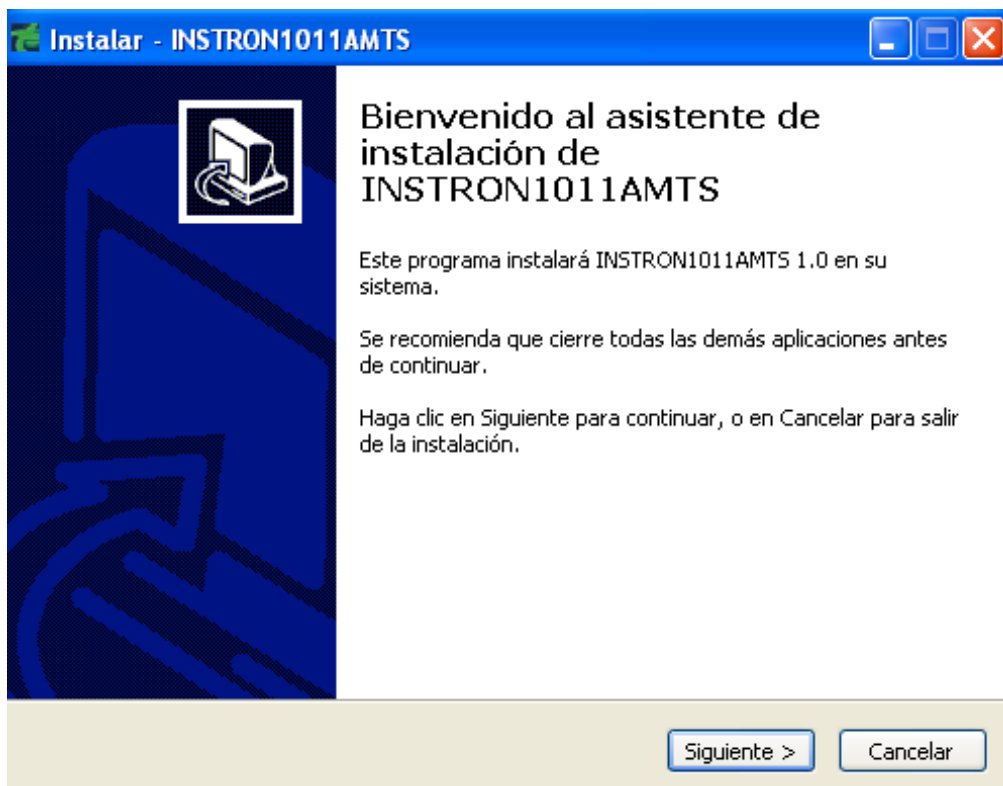 Instalar - INSTRON1011AMTS
Bienvenido al asistente de
instalación de
INSTRON1011AMTS
Este programa instalará INSTRON1011AMTS 1.0 en su
sistema.
Se recomienda que cierre todas las demás aplicaciones antes
de continuar.
Haga clic en Siguiente para continuar, o en Cancelar para salir
de la instalación.
Siguiente >
Cancelar